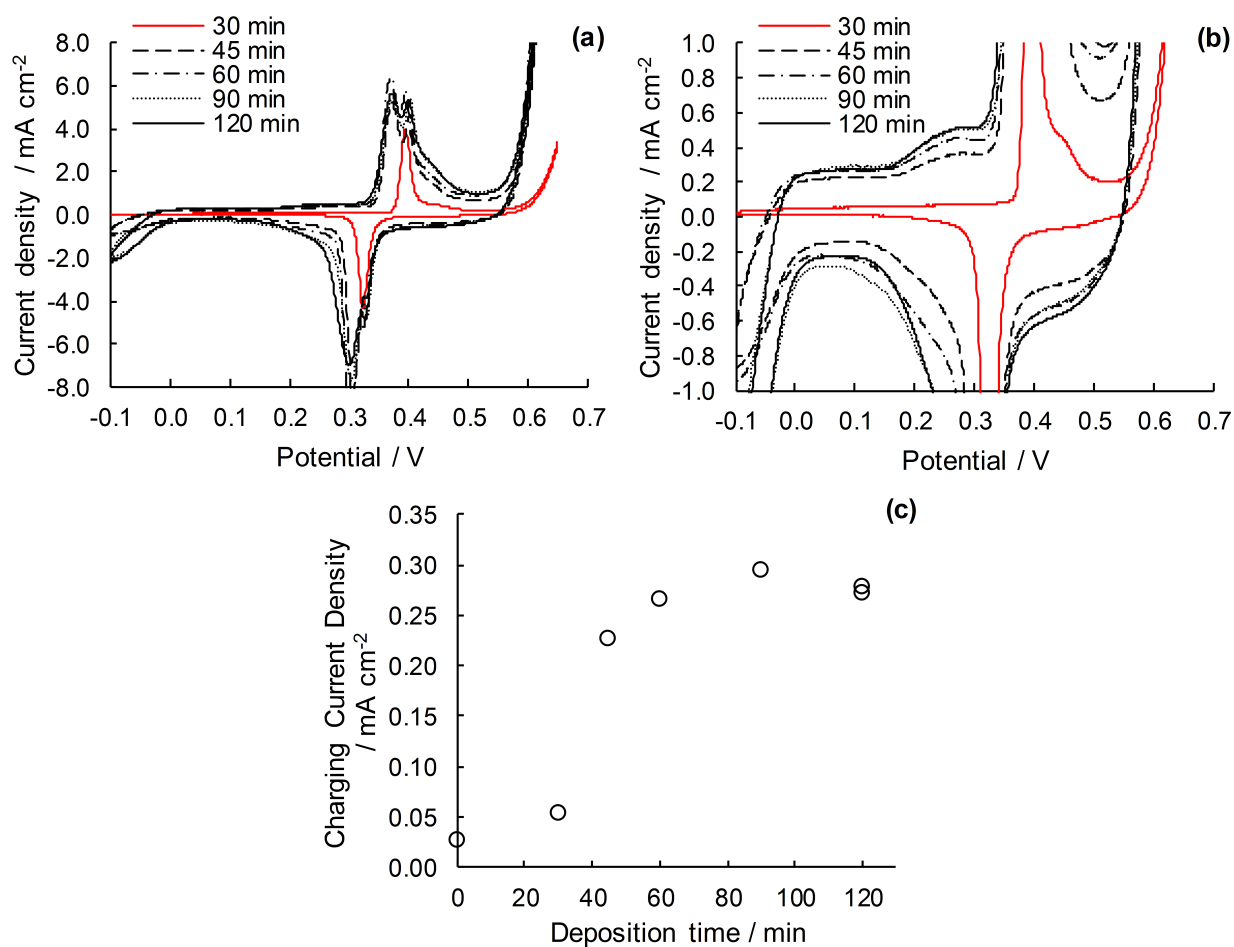 30 min
45 min
60 min
90 min
120 min
(a)
8.0
6.0
4.0
2.0
0.0
-2.0
-4.0
-6.0
-8.0
Current density / mA cm-2
-0.1 0.0 0.1 0.2 0.3 0.4 0.5 0.6 0.7
Potential / V
30 min
45 min
60 min
90 min
120 min
(b)
1.0
0.8
0.6
0.4
0.2
0.0
-0.2
-0.4
-0.6
-0.8
-1.0
Current density / mA cm-2
-0.1 0.0 0.1 0.2 0.3 0.4 0.5 0.6 0.7
Potential / V
(c)
0.35
0.30
0.25
0.20
0.15
0.10
0.05
0.00
Charging Current Density
/ mA cm-2
0 20 40 60 80 100 120
Deposition time / min